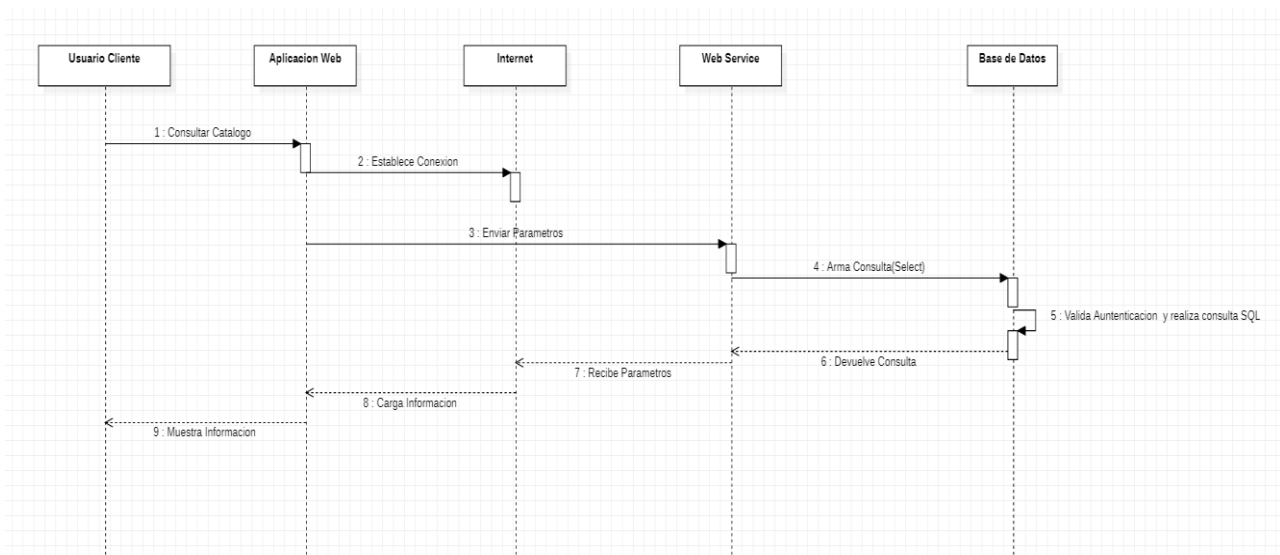 Usuario Cliente
Aplicacion Web
Internet
Web Service
Base de Datos
1 : Consultar Catalogo
2 : Establece Conexion
3 : Enviar Parametros
4 : Arma Consulta(Select)
5 : Valida Auntenticacion y realiza consulta SQL
6 : Devuelve Consulta
7 : Recibe Parametros
8 : Carga Informacion
9 : Muestra Informacion